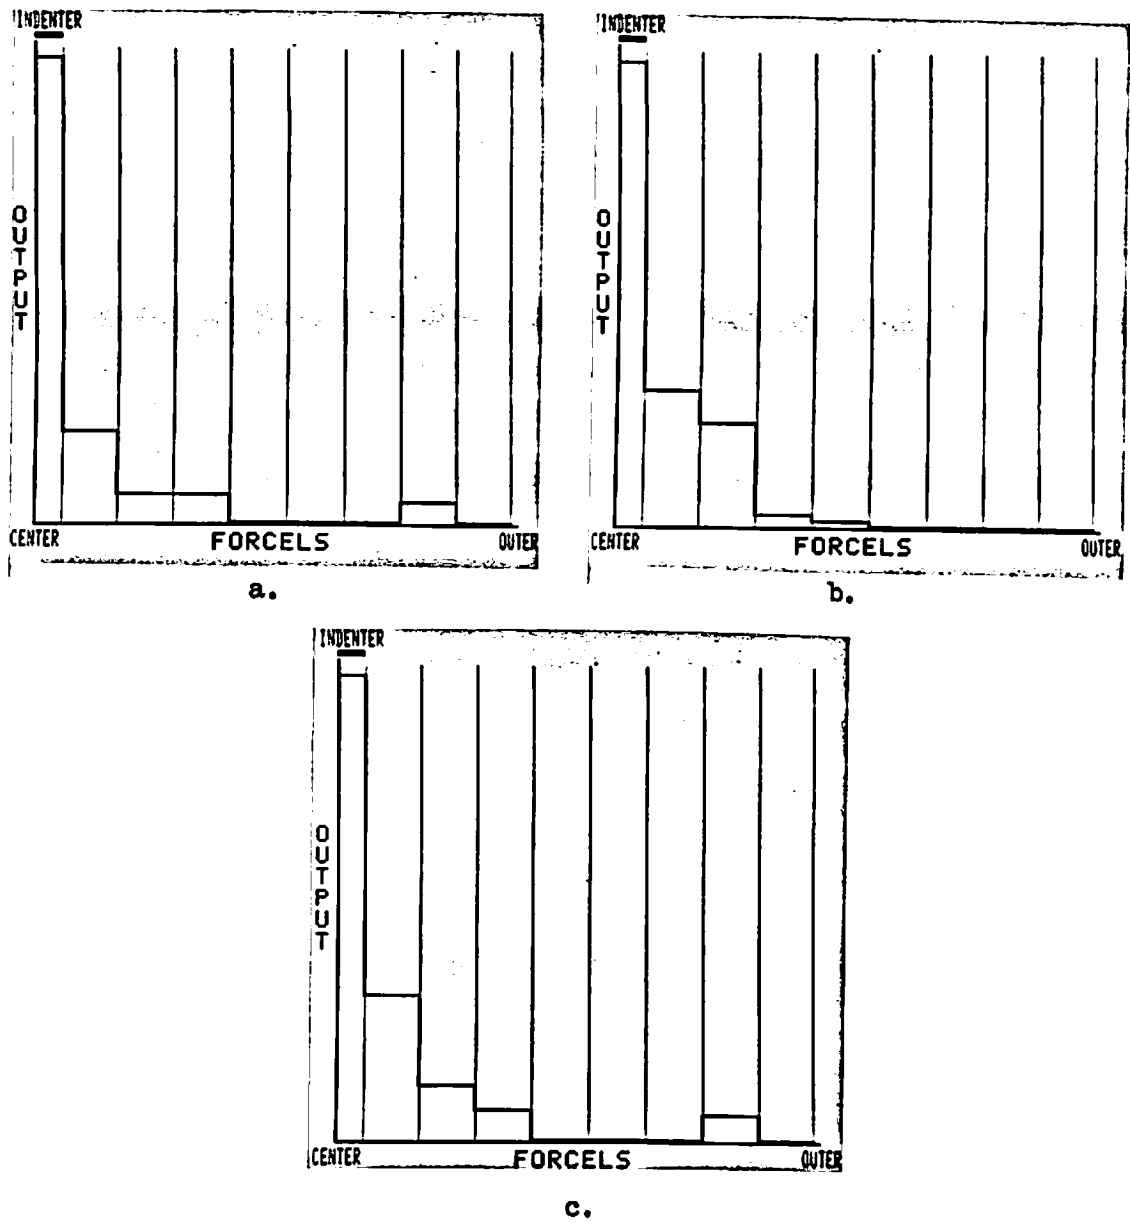 INDENTER
OUTPUT
CENTER FORCELS OUTER
a.
INDENTER
OUTPUT
CENTER FORCELS OUTER
b.
INDENTER
OUTPUT
CENTER FORCELS OUTER
c.